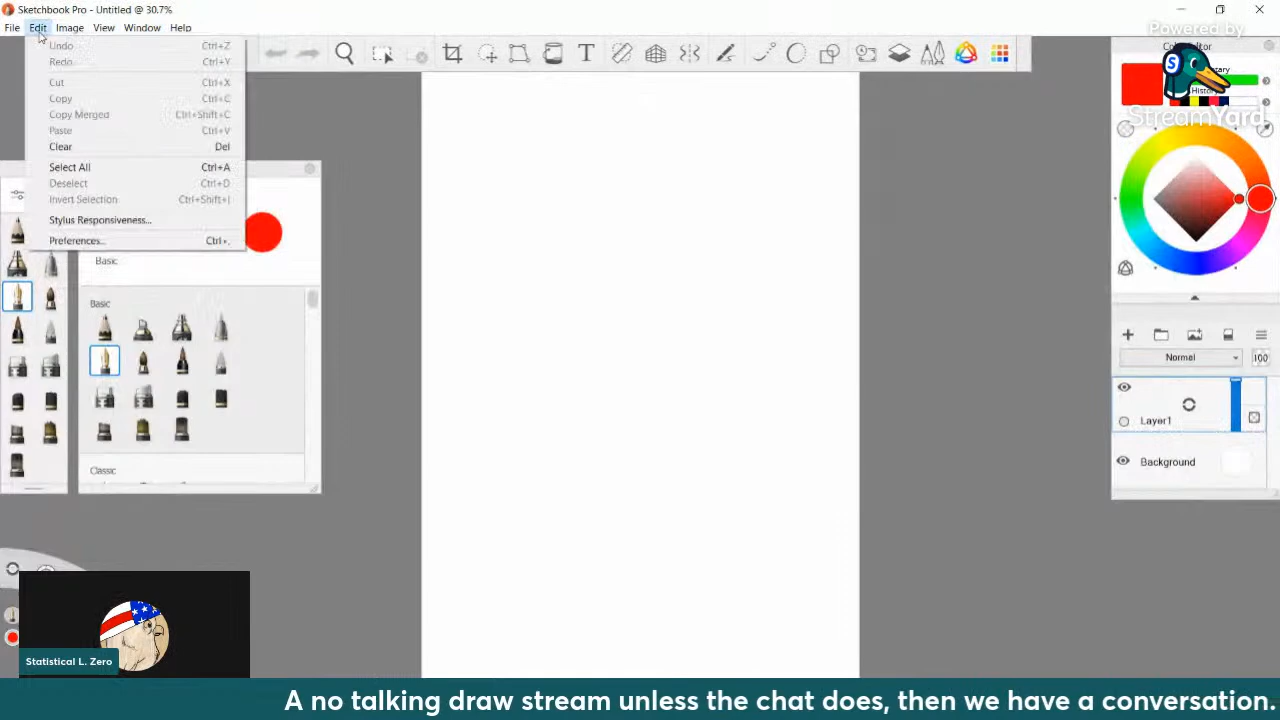 Sketchbook Pro - Untitled @ 30.7%
File Edit Image View Window Help
Powered by
StreamYard
Undo Ctrl+Z
Redo Ctrl+Y
Cut Ctrl+X
Copy Ctrl+C
Copy Merged Ctrl+Shift+C
Paste Ctrl+V
Clear Del
Select All Ctrl+A
Deselect Ctrl+D
Invert Selection Ctrl+Shift+I
Stylus Responsiveness...
Preferences... Ctrl+,
Basic
Basic
Classic
T
Normal
100
Layer1
Background
Statistical L. Zero
A no talking draw stream unless the chat does, then we have a conversation.